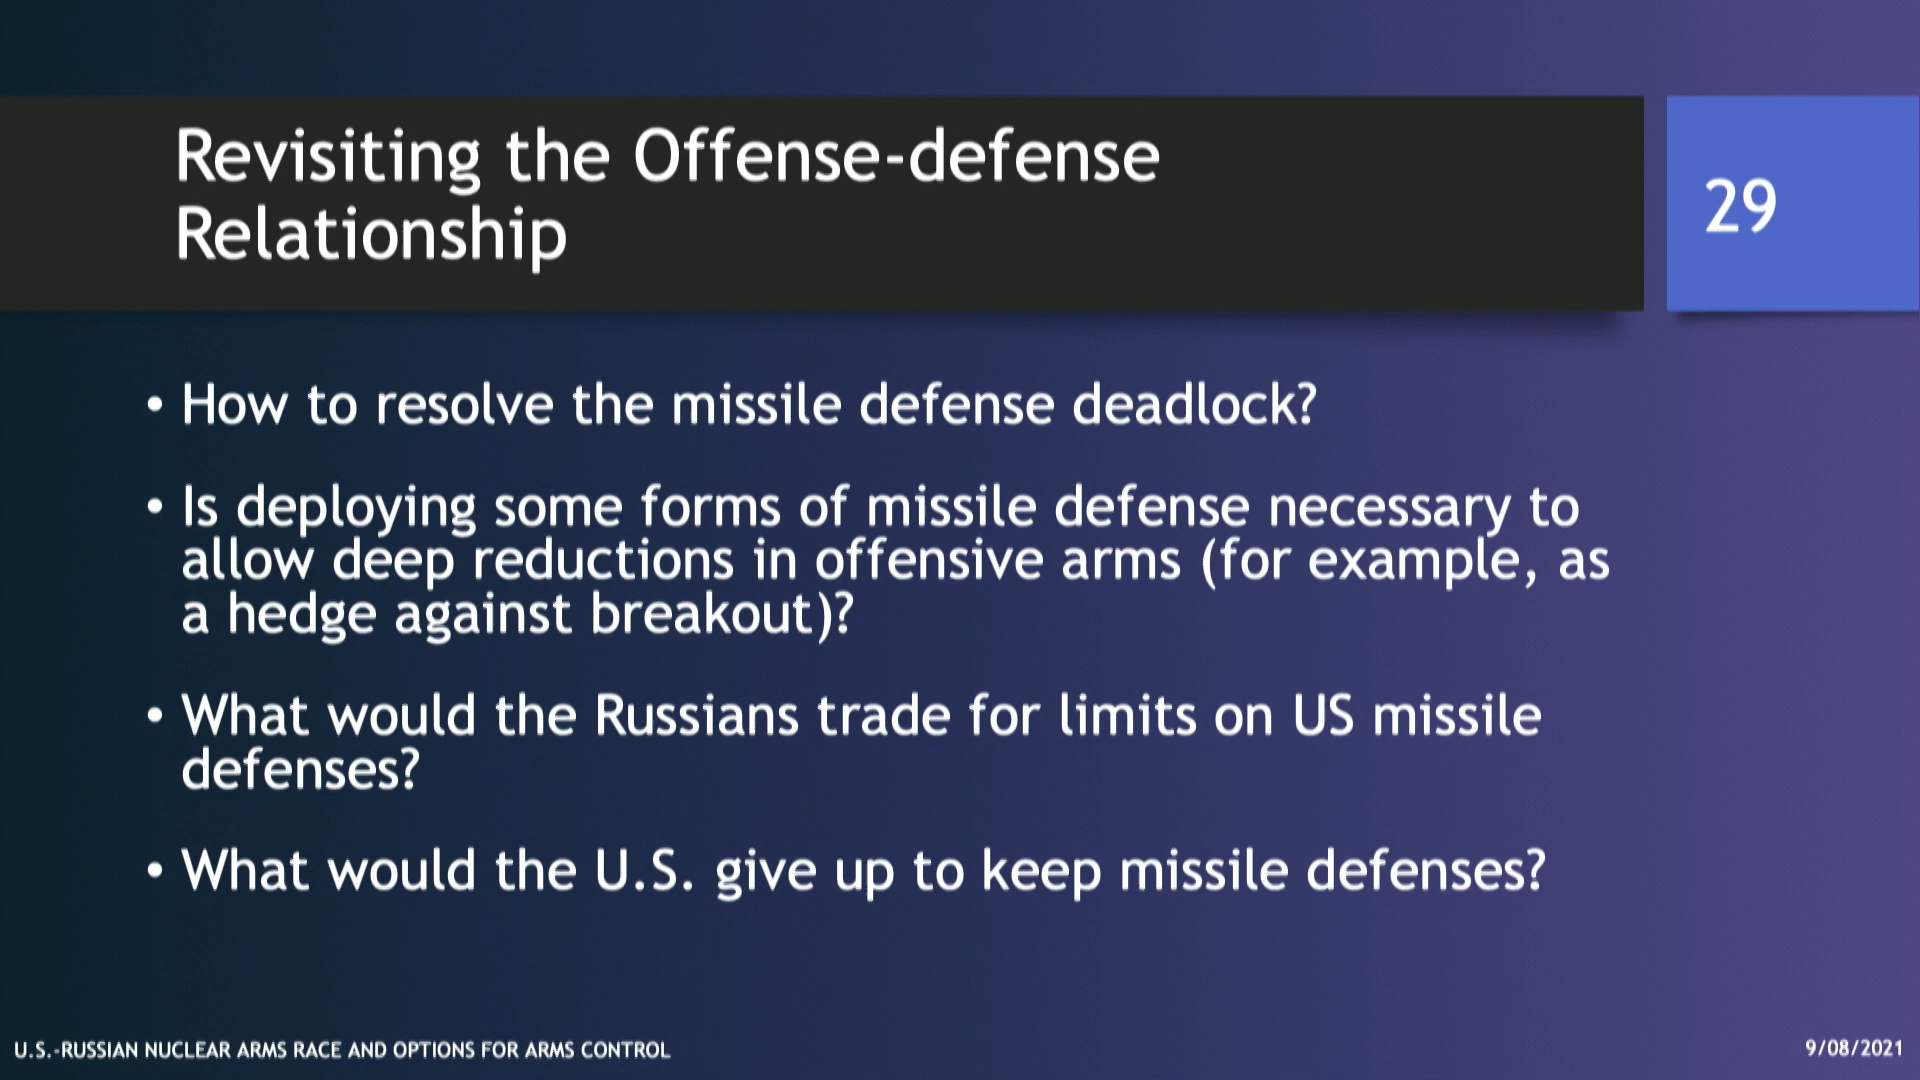 Revisiting the Offense-defense
Relationship
29
• How to resolve the missile defense deadlock?
• Is deploying some forms of missile defense necessary to
allow deep reductions in offensive arms (for example, as
a hedge against breakout)?
• What would the Russians trade for limits on US missile
defenses?
• What would the U.S. give up to keep missile defenses?
U.S.-RUSSIAN NUCLEAR ARMS RACE AND OPTIONS FOR ARMS CONTROL
9/08/2021